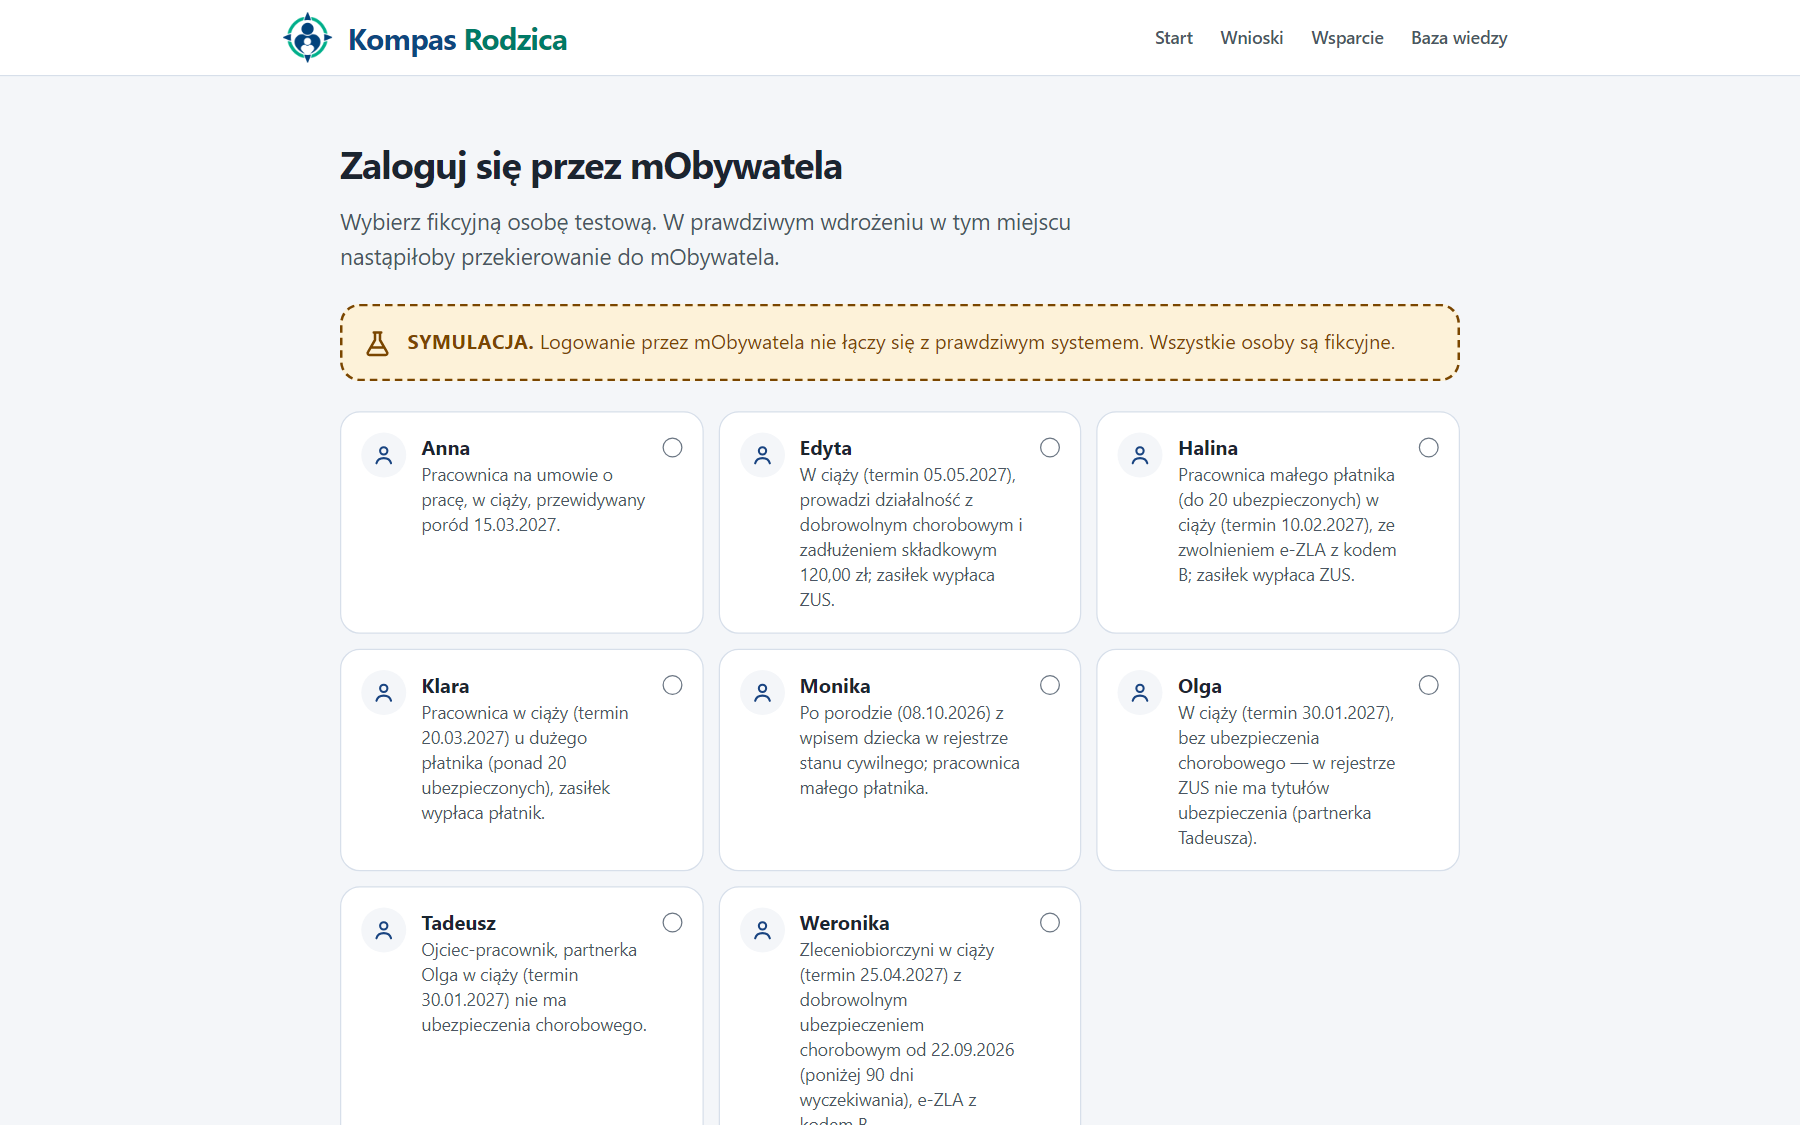 Kompas Rodzica
Start
Wnioski
Wsparcie
Baza wiedzy
Zaloguj się przez mObywatela
Wybierz fikcyjną osobę testową. W prawdziwym wdrożeniu w tym miejscu
nastąpiłoby przekierowanie do mObywatela.
SYMULACJA. Logowanie przez mObywatela nie łączy się z prawdziwym systemem. Wszystkie osoby są fikcyjne.
Anna
Pracownica na umowie o
pracę, w ciąży, przewidywany
poród 15.03.2027.
Edyta
W ciąży (termin 05.05.2027),
prowadzi działalność z
dobrowolnym chorobowym i
zadłużeniem składkowym
120,00 zł; zasiłek wypłaca
ZUS.
Halina
Pracownica małego płatnika
(do 20 ubezpieczonych) w
ciąży (termin 10.02.2027), ze
zwolnieniem e-ZLA z kodem
B; zasiłek wypłaca ZUS.
Klara
Pracownica w ciąży (termin
20.03.2027) u dużego
płatnika (ponad 20
ubezpieczonych), zasiłek
wypłaca płatnik.
Monika
Po porodzie (08.10.2026) z
wpisem dziecka w rejestrze
stanu cywilnego; pracownica
małego płatnika.
Olga
W ciąży (termin 30.01.2027),
bez ubezpieczenia
chorobowego — w rejestrze
ZUS nie ma tytułów
ubezpieczenia (partnerka
Tadeusza).
Tadeusz
Ojciec-pracownik, partnerka
Olga w ciąży (termin
30.01.2027) nie ma
ubezpieczenia chorobowego.
Weronika
Zleceniobiorczyni w ciąży
(termin 25.04.2027) z
dobrowolnym
ubezpieczeniem
chorobowym od 22.09.2026
(poniżej 90 dni
wyczekiwania), e-ZLA z
kodem B